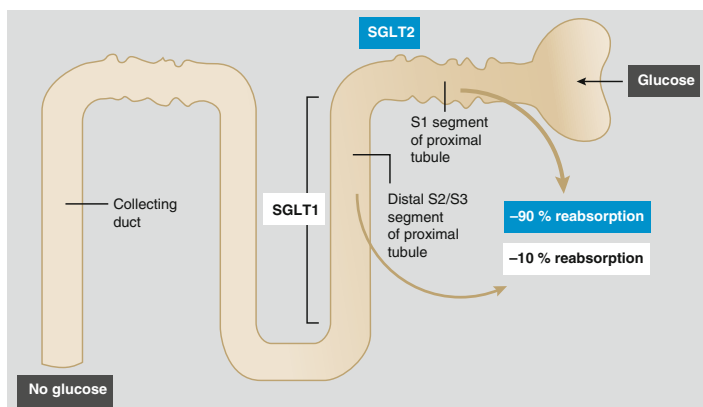 SGLT2
Glucose
S1 segment
of proximal
tubule
Collecting
duct
SGLT1
Distal S2/S3
segment
of proximal
tubule
–90 % reabsorption
–10 % reabsorption
No glucose